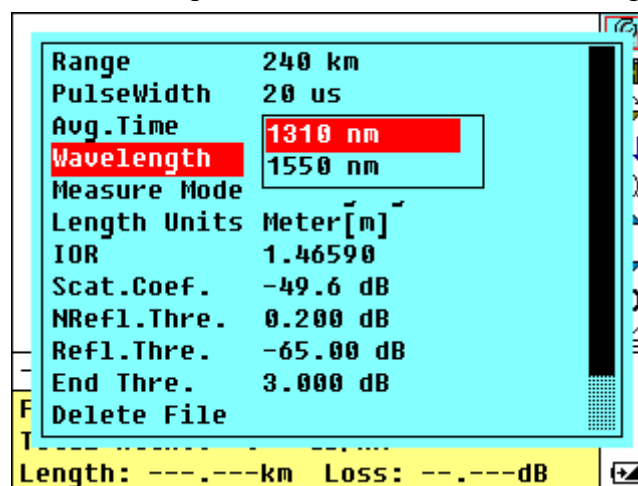 Range 240 km
PulseWidth 20 us
Avg.Time
1310 nm
Wavelength
1550 nm
Measure Mode
Length Units Meter[m]
IOR 1.46590
Scat.Coef. -49.6 dB
NRefl.Thre. 0.200 dB
Refl.Thre. -65.00 dB
End Thre. 3.000 dB
Delete File
Length: ---.---km Loss: --.---dB